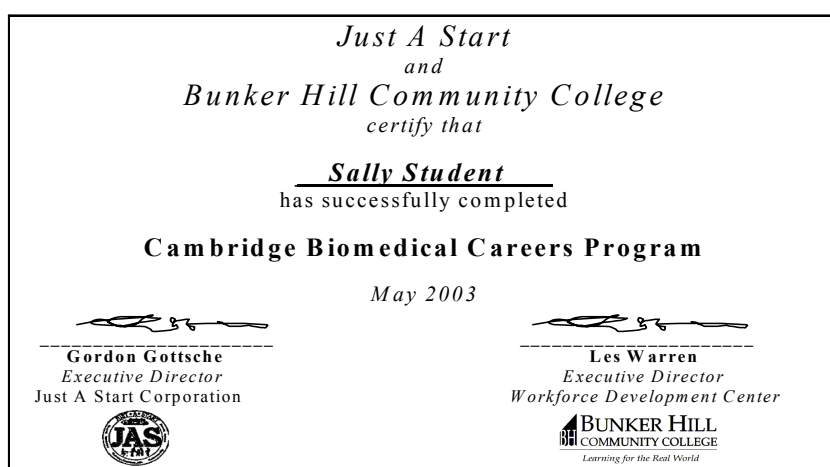 Just A Start
and
Bunker Hill Community College
certify that
Sally Student
has successfully completed
Cambridge Biomedical Careers Program
May 2003
Gordon Gottsche
Executive Director
Just A Start Corporation
JAS
Les Warren
Executive Director
Workforce Development Center
BH BUNKER HILL
COMMUNITY COLLEGE
Learning for the Real World